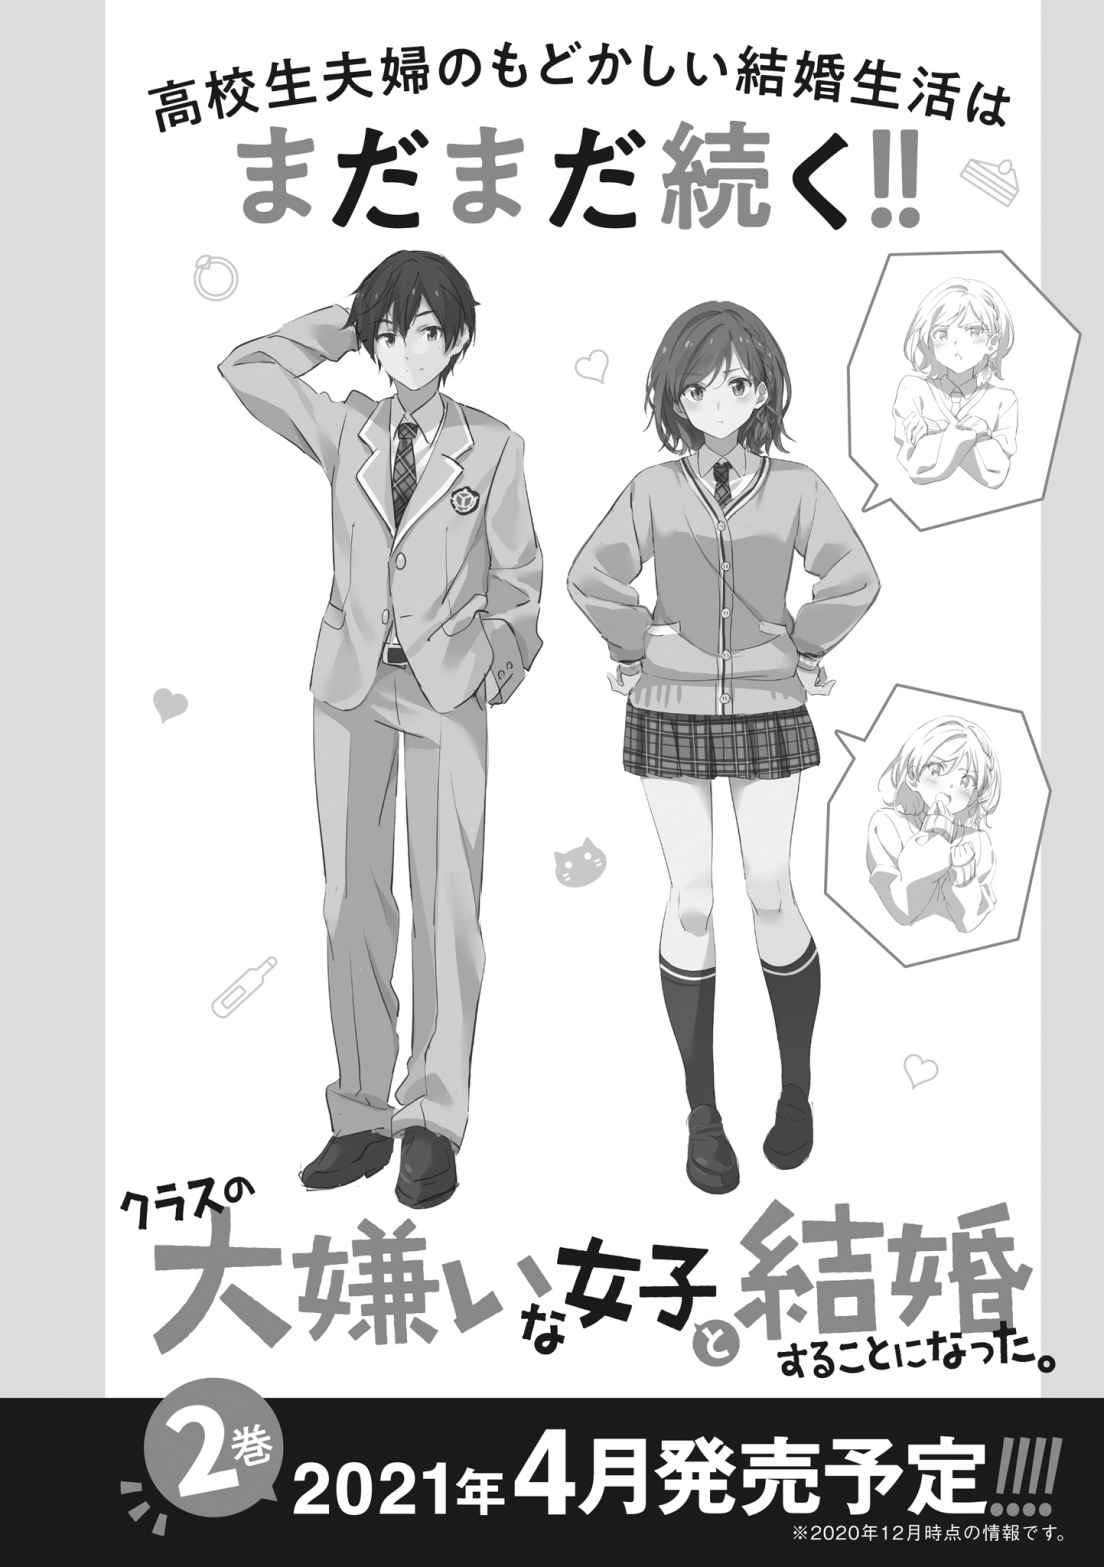 高校生夫婦のもどかしい結婚生活は
まだまだ続く!!
クラスの
大嫌いな女子と結婚
することになった。
2巻
2021年4月発売予定!!!!
※2020年12月時点の情報です。